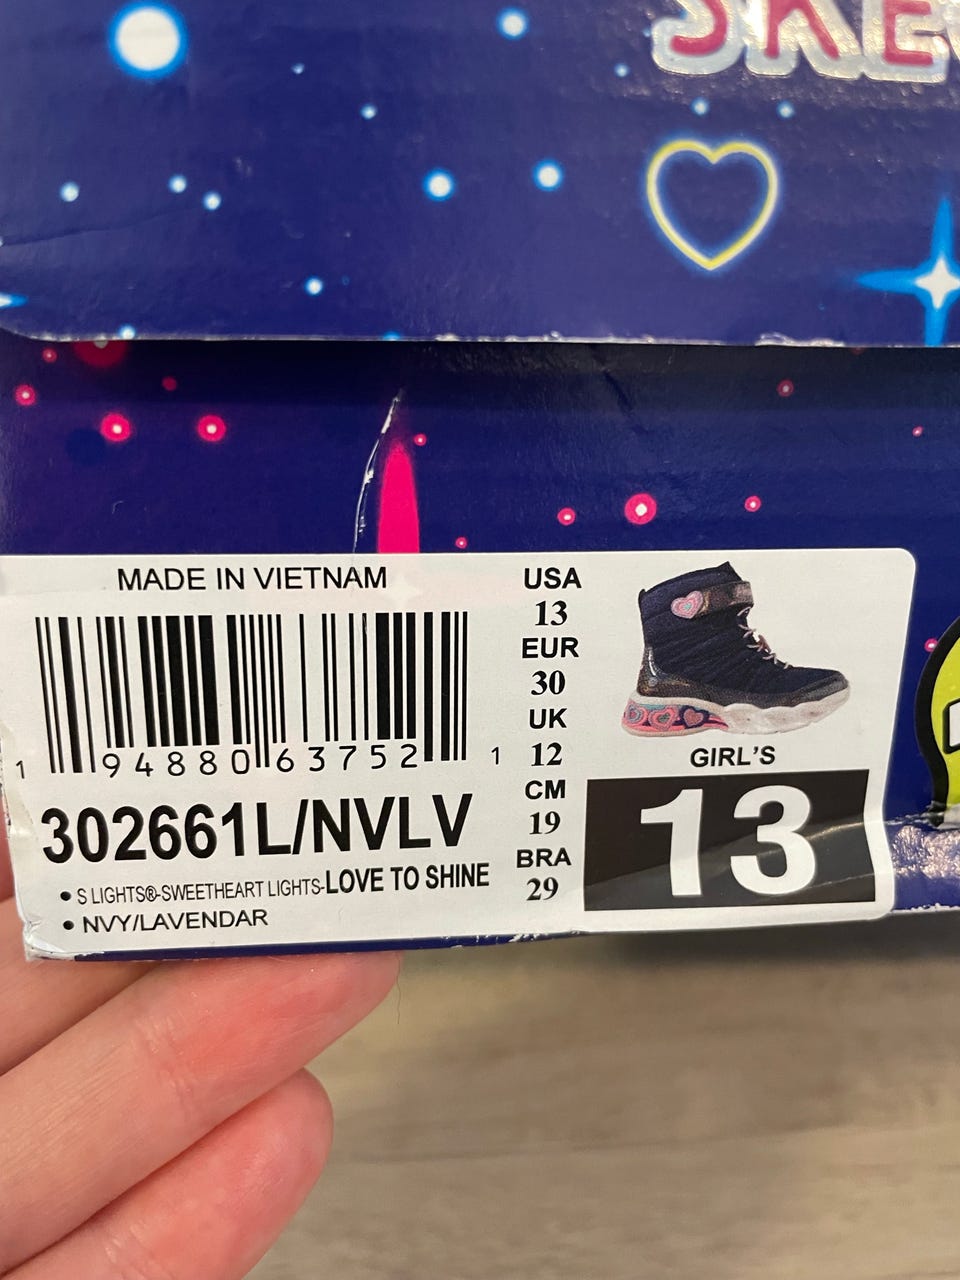 SKE
MADE IN VIETNAM
1 94880 63752 1
302661L/NVLV
• S LIGHTS®-SWEETHEART LIGHTS-LOVE TO SHINE
• NVY/LAVENDAR
USA
13
EUR
30
UK
12
CM
19
BRA
29
GIRL'S
13